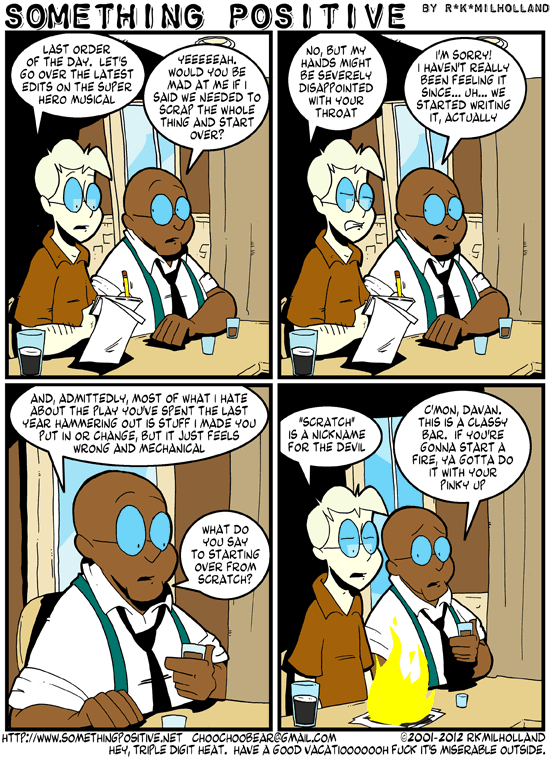 SOMETHING POSITIVE BY R*K*MILHOLLAND
LAST ORDER
OF THE DAY. LET'S
GO OVER THE LATEST
EDITS ON THE SUPER
HERO MUSICAL
YEEEEEAH.
WOULD YOU BE
MAD AT ME IF I
SAID WE NEEDED TO
SCRAP THE WHOLE
THING AND START
OVER?
NO, BUT MY
HANDS MIGHT
BE SEVERELY
DISAPPOINTED
WITH YOUR
THROAT
I'M SORRY!
I HAVEN'T REALLY
BEEN FEELING IT
SINCE... UH... WE
STARTED WRITING
IT, ACTUALLY
AND, ADMITTEDLY, MOST OF WHAT I HATE
ABOUT THE PLAY YOU'VE SPENT THE LAST
YEAR HAMMERING OUT IS STUFF I MADE YOU
PUT IN OR CHANGE, BUT IT JUST FEELS
WRONG AND MECHANICAL
WHAT DO
YOU SAY
TO STARTING
OVER FROM
SCRATCH?
"SCRATCH"
IS A NICKNAME
FOR THE DEVIL
C'MON, DAVAN.
THIS IS A CLASSY
BAR. IF YOU'RE
GONNA START A
FIRE, YA GOTTA DO
IT WITH YOUR
PINKY UP
HTTP://WWW.SOMETHINGPOSITIVE.NET CHOOCHOOBEAR@GMAIL.COM ©2001-2012 RKMILHOLLAND
HEY, TRIPLE DIGIT HEAT. HAVE A GOOD VACATIOOOOOOH FUCK IT'S MISERABLE OUTSIDE.